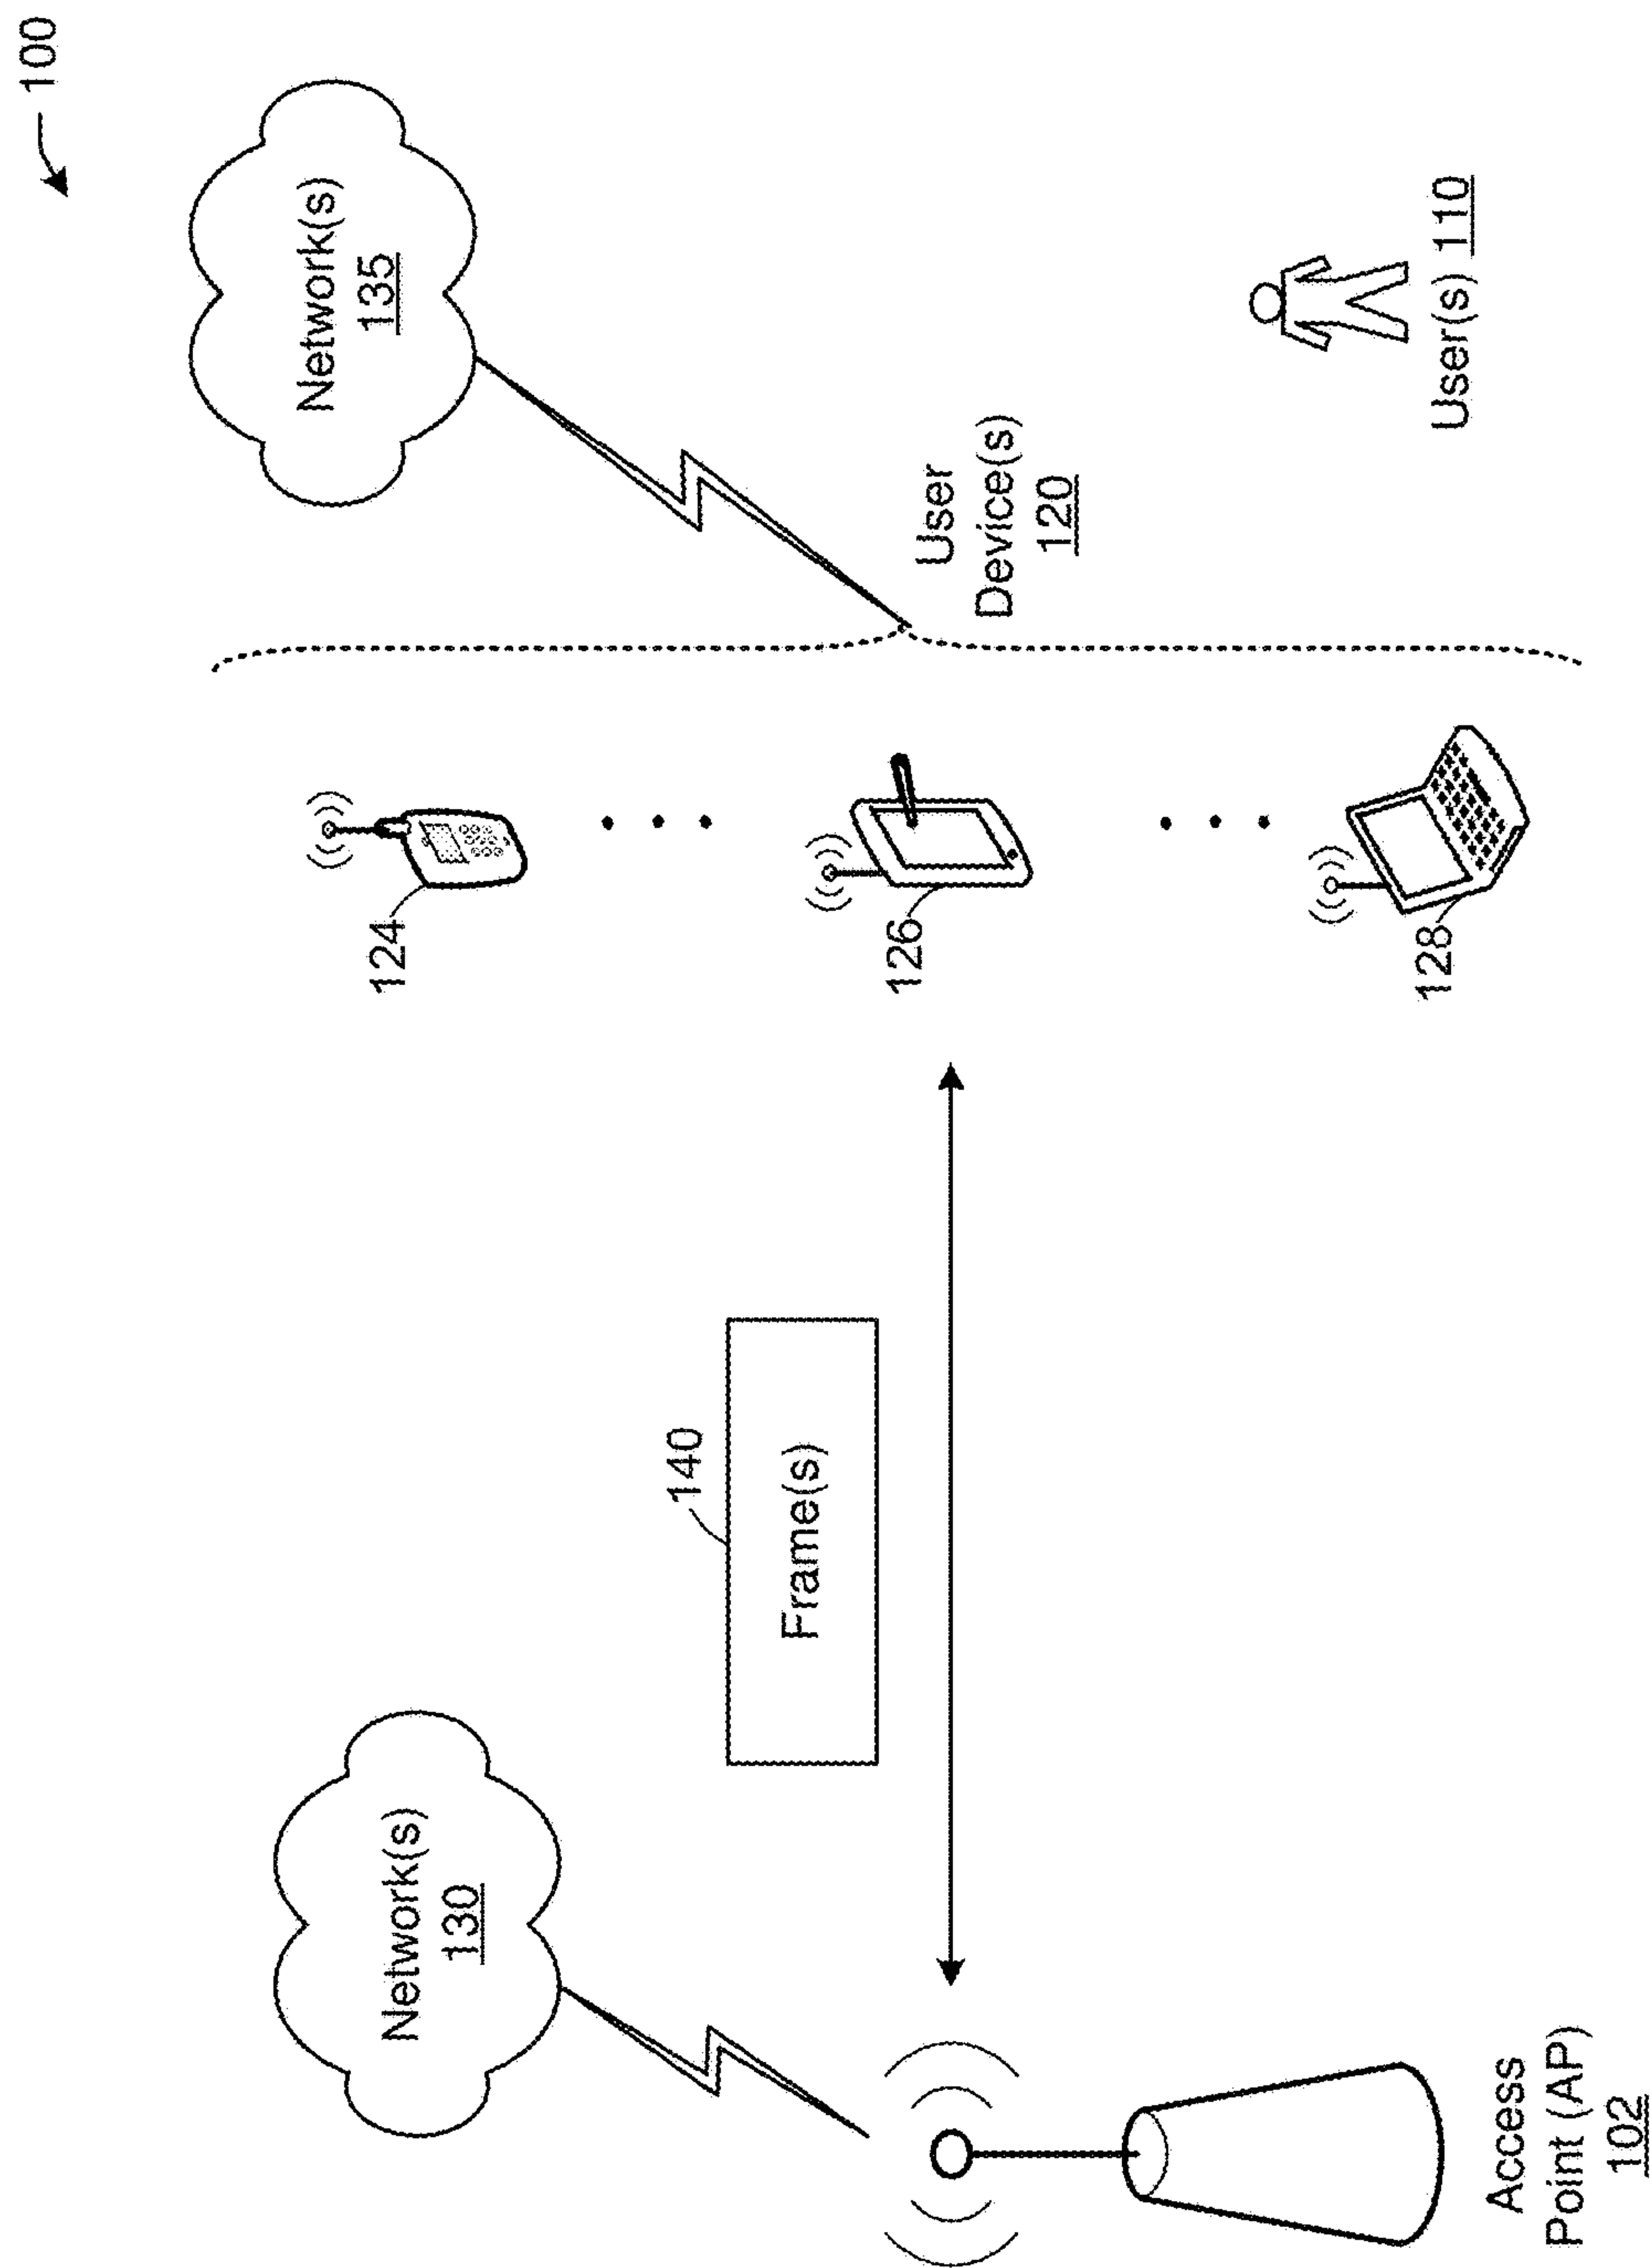 100
Network(s)
130
Network(s)
135
140
Frame(s)
124
126
128
User
Device(s)
120
User(s) 110
Access
Point (AP)
102